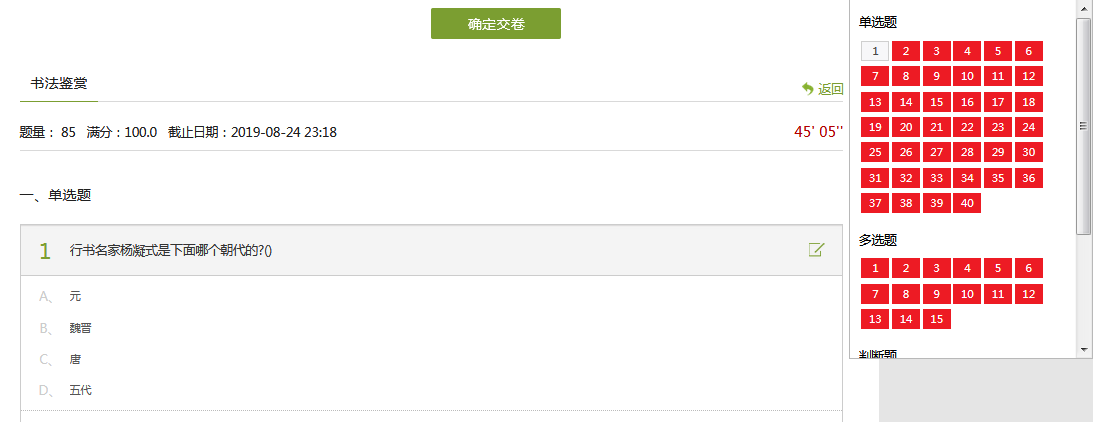 确定交卷
书法鉴赏
返回
题量： 85 满分：100.0 截止日期：2019-08-24 23:18
45' 05''
一、单选题
1 行书名家杨凝式是下面哪个朝代的?()
A、 元
B、 魏晋
C、 唐
D、 五代
单选题
1 2 3 4 5 6
7 8 9 10 11 12
13 14 15 16 17 18
19 20 21 22 23 24
25 26 27 28 29 30
31 32 33 34 35 36
37 38 39 40
多选题
1 2 3 4 5 6
7 8 9 10 11 12
13 14 15
判断题